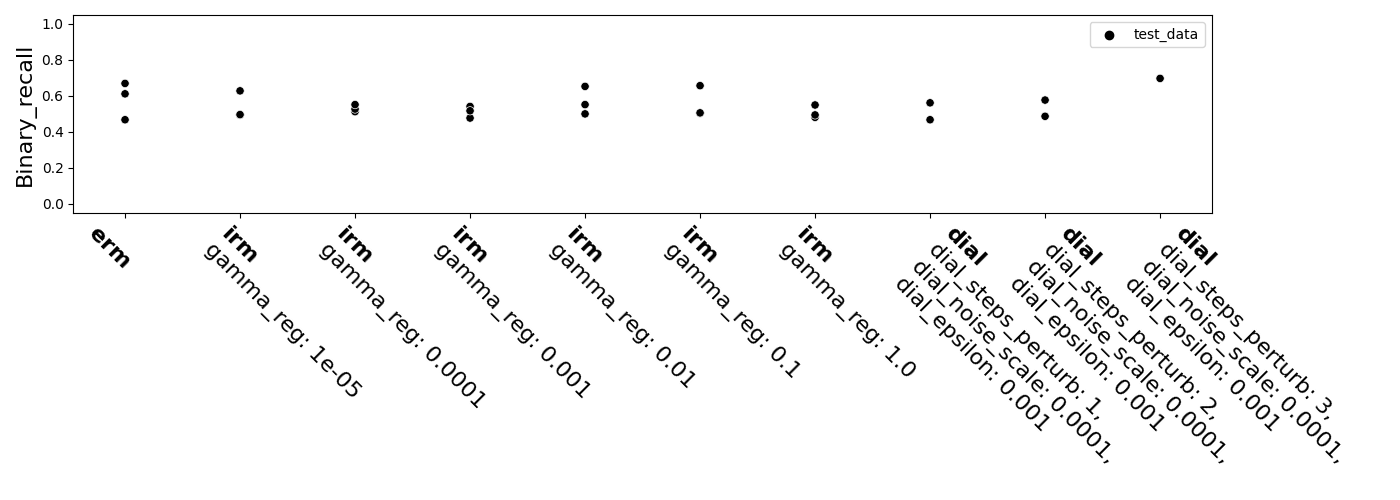 Binary_recall
1.0
0.8
0.6
0.4
0.2
0.0
test_data
erm
irm
gamma_reg: 1e-05
irm
gamma_reg: 0.0001
irm
gamma_reg: 0.001
irm
gamma_reg: 0.01
irm
gamma_reg: 0.1
irm
gamma_reg: 1.0
dial
dial_steps_perturb: 1,
dial_noise_scale: 0.0001,
dial_epsilon: 0.001
dial
dial_steps_perturb: 2,
dial_noise_scale: 0.0001,
dial_epsilon: 0.001
dial
dial_steps_perturb: 3,
dial_noise_scale: 0.0001,
dial_epsilon: 0.001